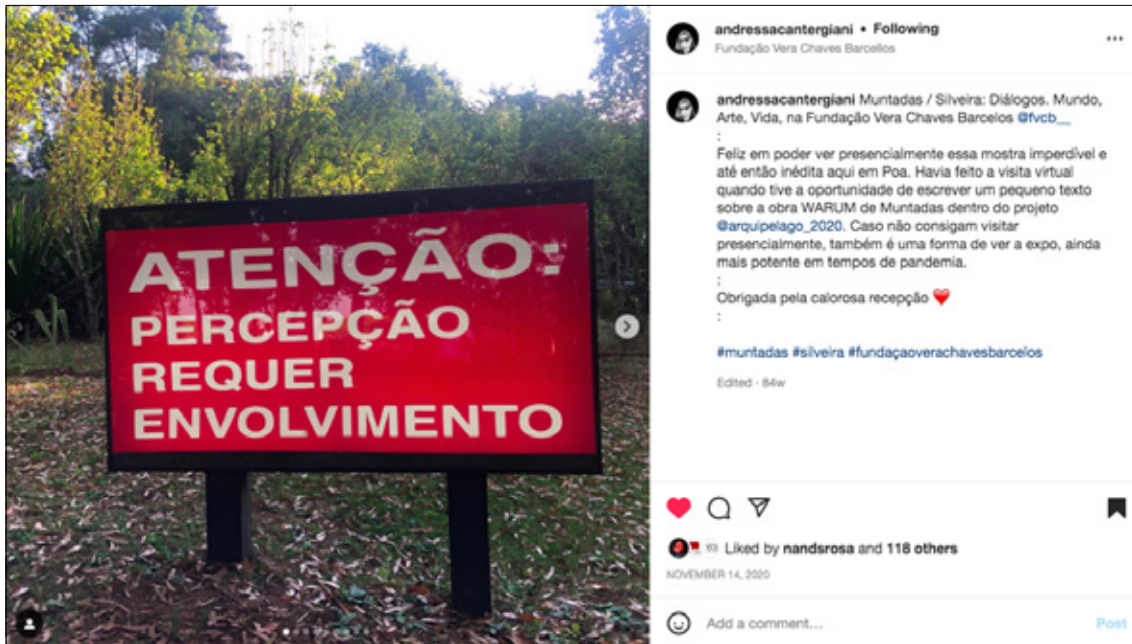 ATENÇÃO:
PERCEPÇÃO
REQUER
ENVOLVIMENTO
andressacantergiani • Following
Fundação Vera Chaves Barcellos
andressacantergiani Muntadas / Silveira: Diálogos. Mundo,
Arte, Vida, na Fundação Vera Chaves Barcelos @fvcb__
:
Feliz em poder ver presencialmente essa mostra imperdível e
até então inédita aqui em Poa. Havia feito a visita virtual
quando tive a oportunidade de escrever um pequeno texto
sobre a obra WARUM de Muntadas dentro do projeto
@arquipelago_2020. Caso não consigam visitar
presencialmente, também é uma forma de ver a expo, ainda
mais potente em tempos de pandemia.
:
Obrigada pela calorosa recepção ❤️
:
#muntadas #silveira #fundaçaoverachavesbarcelos
Edited · 84w
Liked by nandsrosa and 118 others
NOVEMBER 14, 2020
Add a comment...
Post